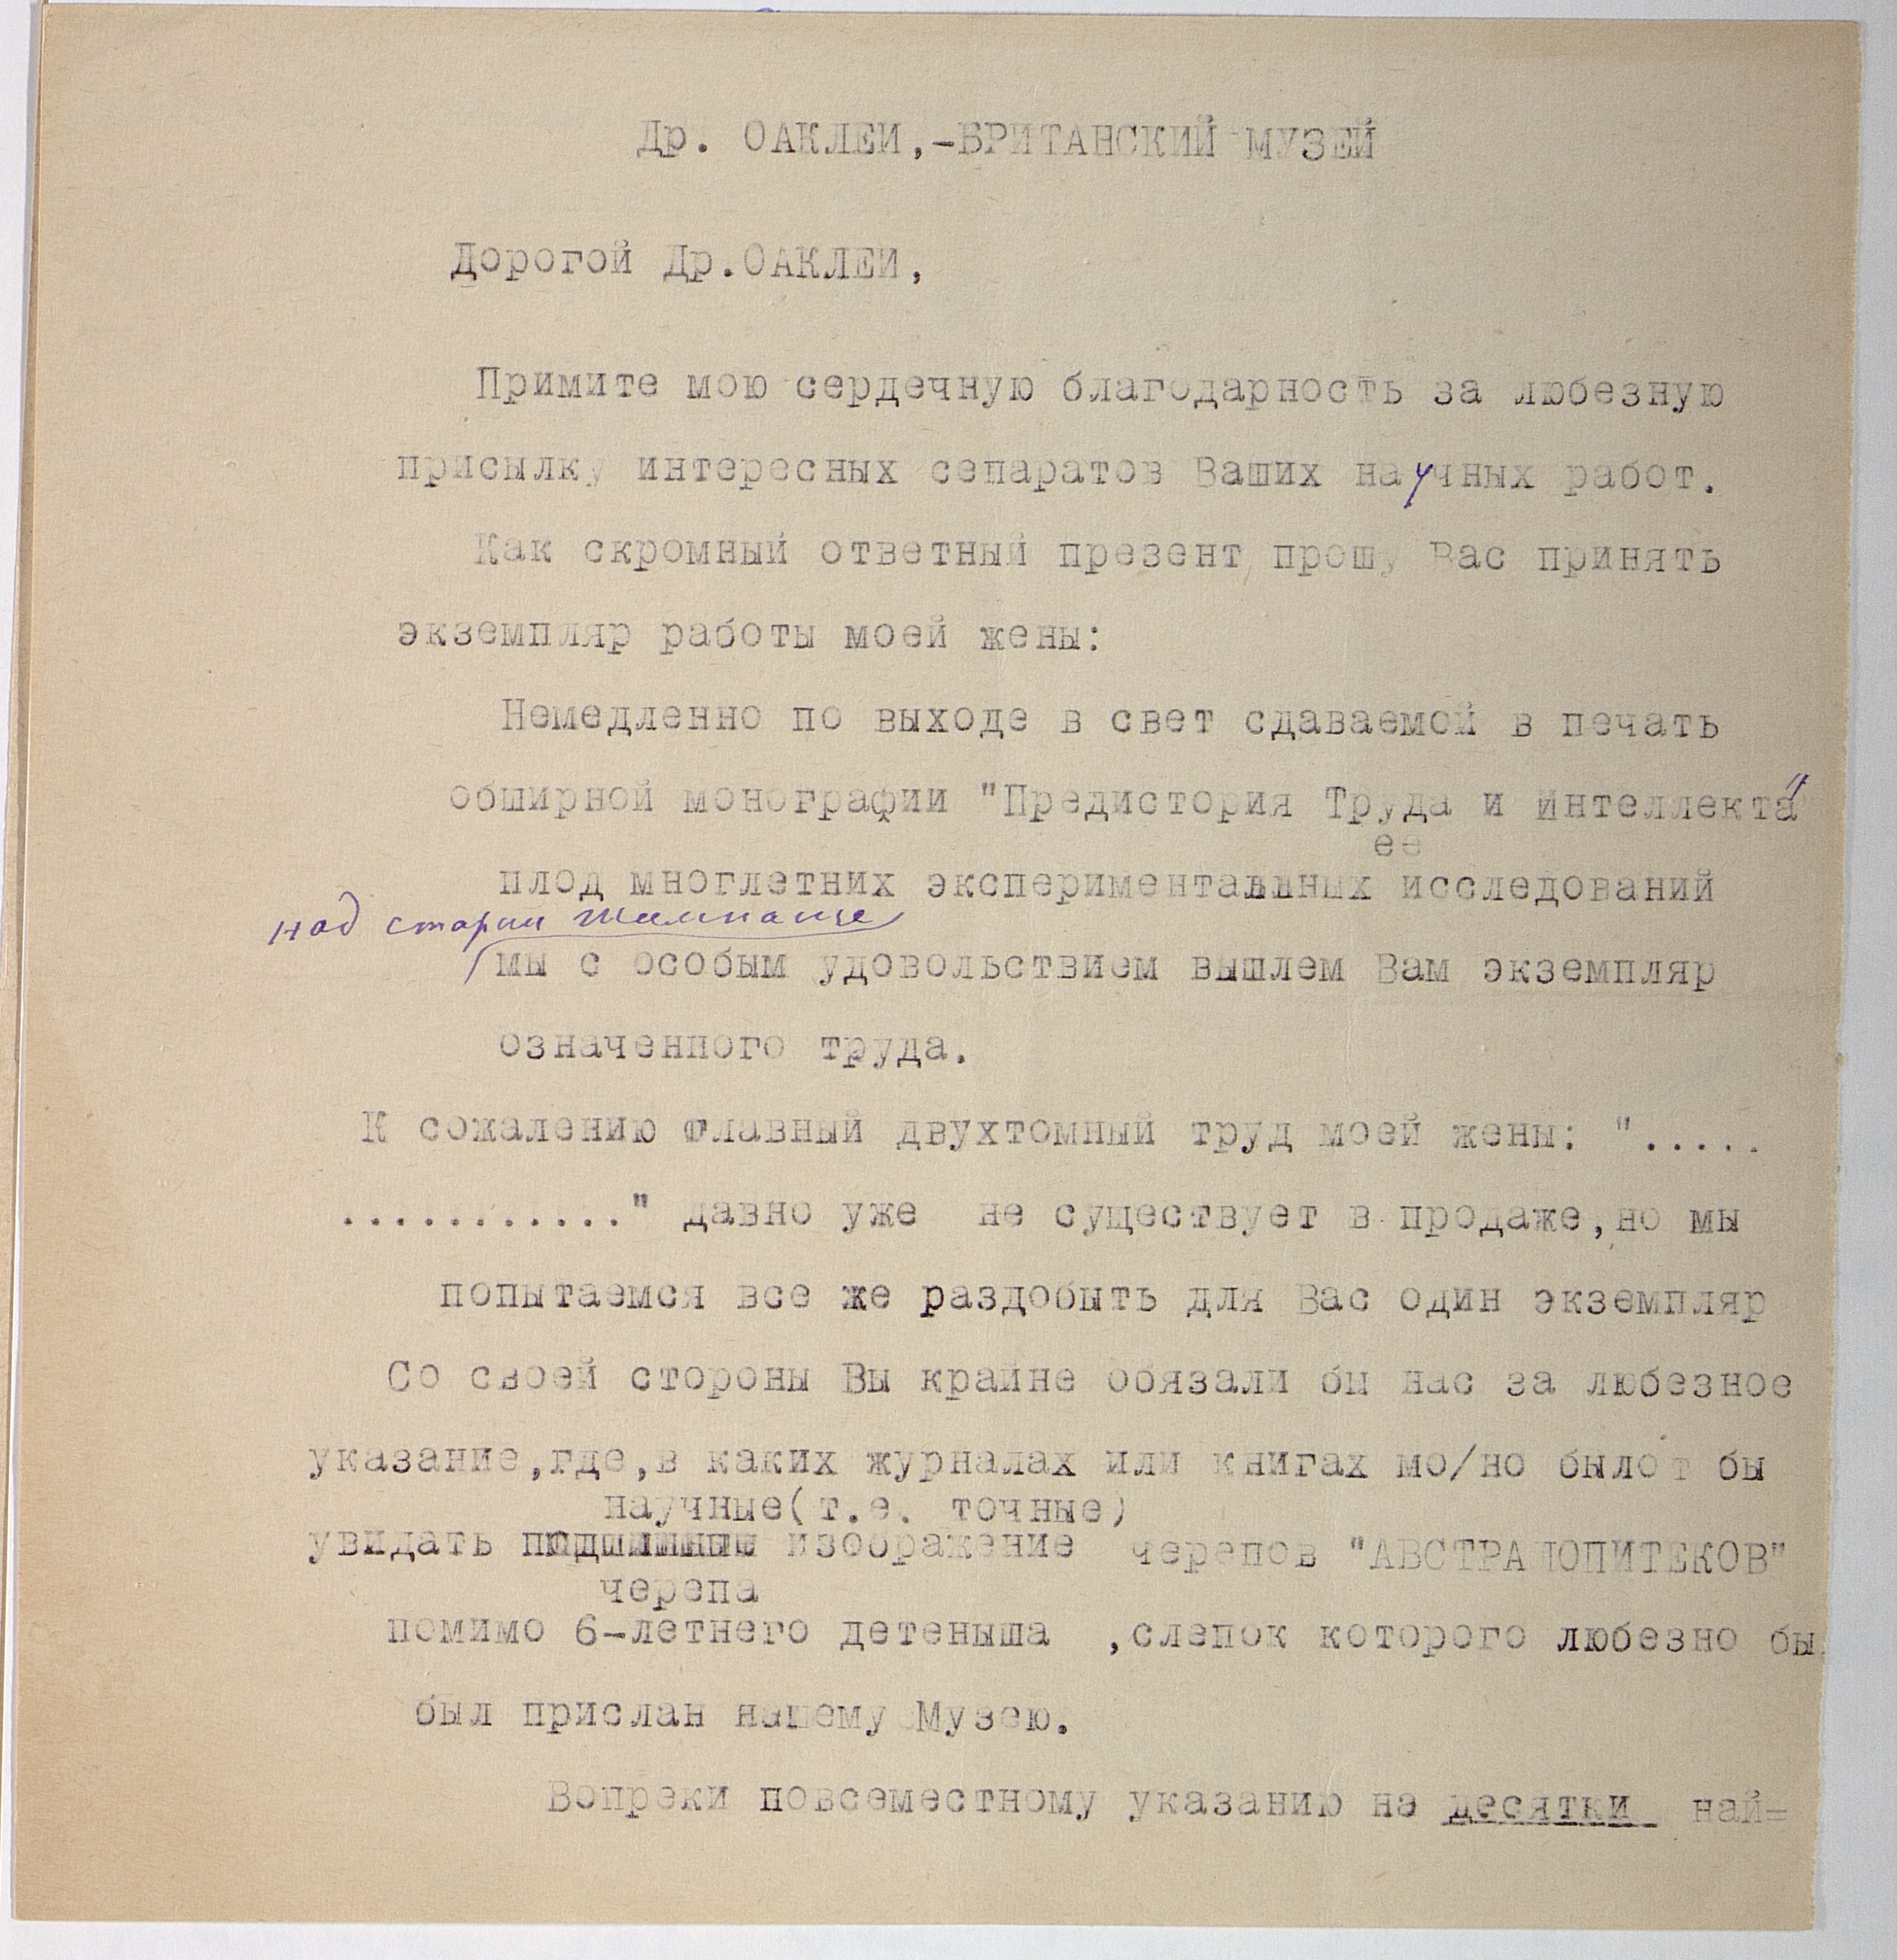 Др. ОАКЛЕИ,-БРИТАНСКИЙ МУЗЕЙ
Дорогой Др.ОАКЛЕИ,
Примите мою сердечную благодарность за любезную
присылку интересных сепаратов Ваших научных работ.
Как скромный ответный презент, прошу Вас принять
экземпляр работы моей жены:
Немедленно по выходе в свет сдаваемой в печать
обширной монографии "Предистория Труда и Интеллекта"
ее
плод многлетних экспериментальных исследований
над старым шимпанзе
мы с особым удовольствием вышлем Вам экземпляр
означенного труда.
К сожалению главный двухтомный труд моей жены: ".....
..........." давно уже не существует в продаже,но мы
попытаемся все же раздобыть для Вас один экземпляр
Со своей стороны Вы крайне обязали бы нас за любезное
указание,где,в каких журналах или книгах мо/но было бы
научные(т.е. точные)
увидать подлинные изображение черепов "АВСТРАЛОПИТЕКОВ"
черепа
помимо 6-летнего детеныша ,слепок которого любезно бы
был прислан нашему Музею.
Вопреки повсеместному указанию на десятки най=